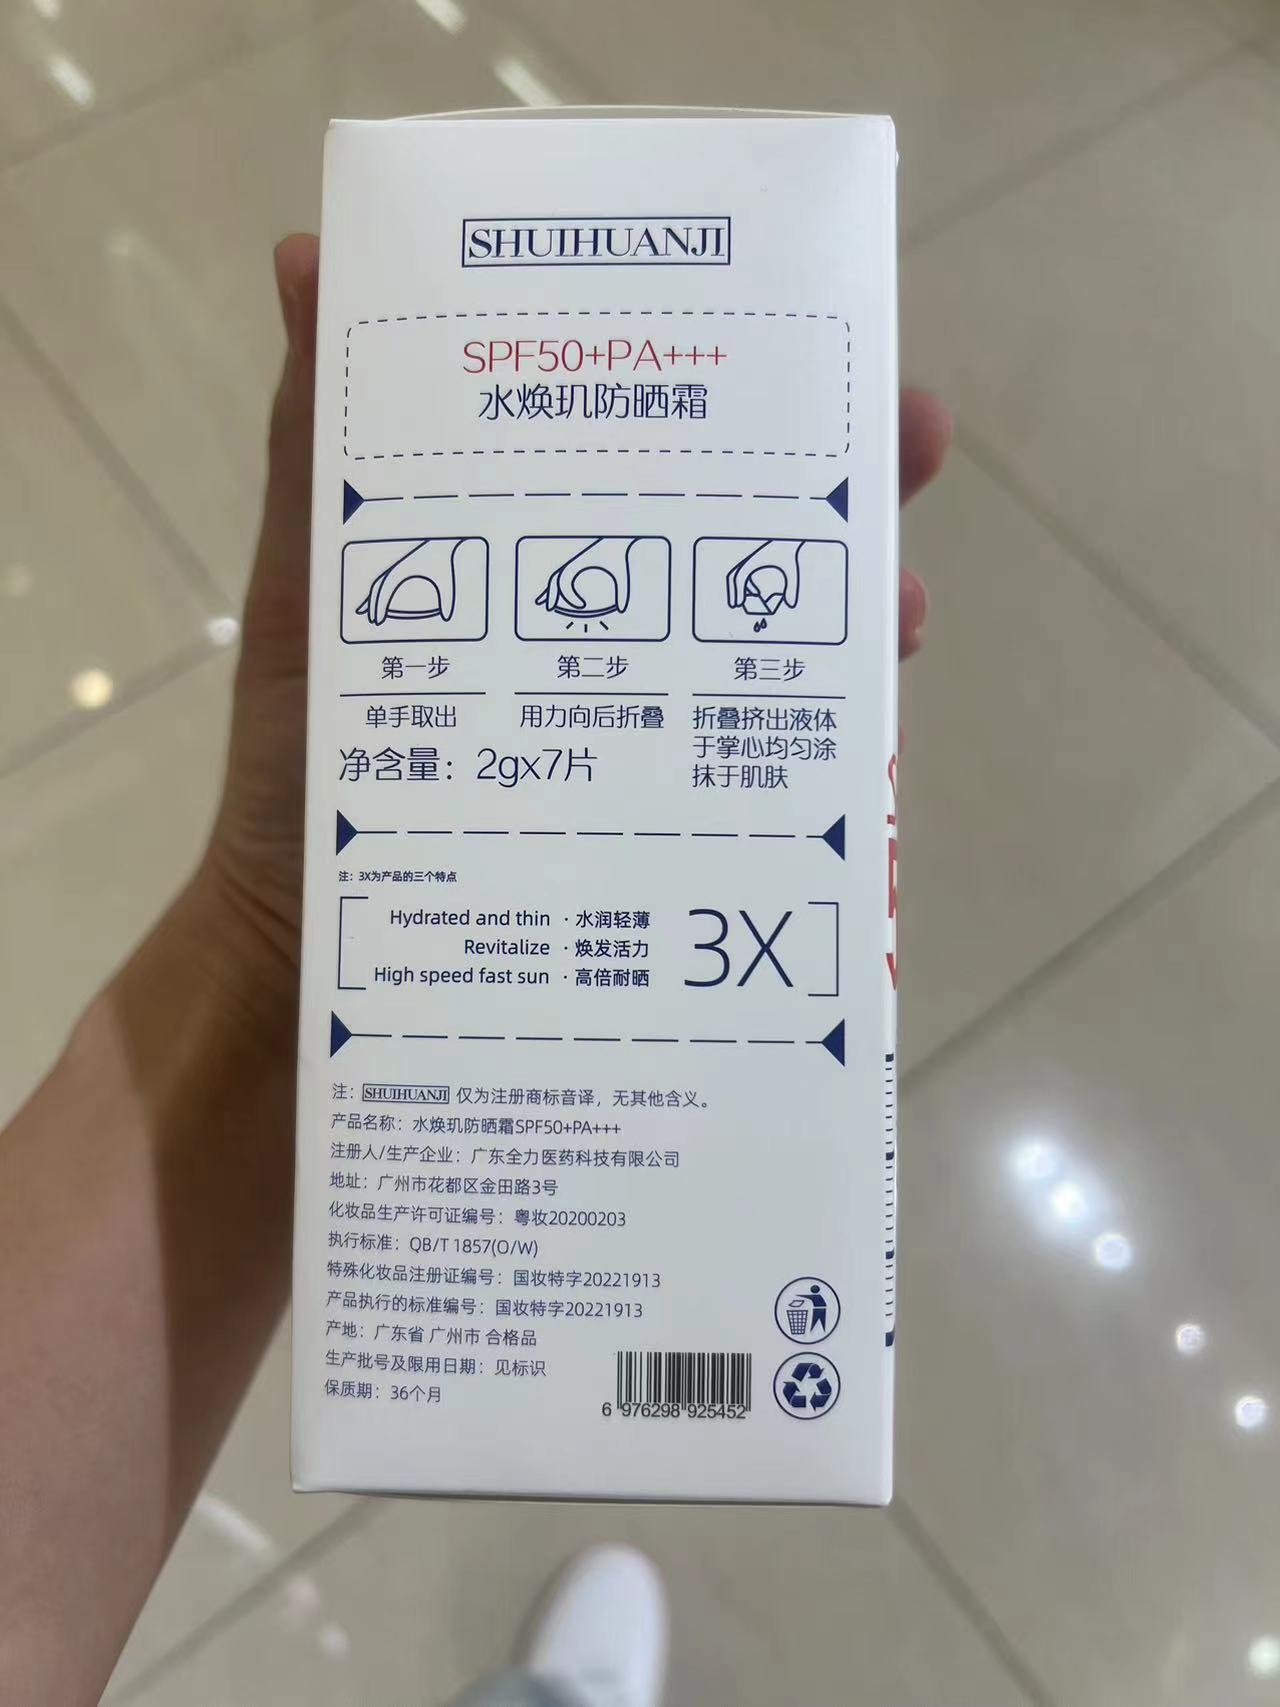 SHUIHUANJI
SPF50+PA+++
水焕玑防晒霜
第一步
第二步
第三步
单手取出
用力向后折叠
折叠挤出液体
于掌心均匀涂
抹于肌肤
净含量：2gx7片
注：3X为产品的三个特点
Hydrated and thin · 水润轻薄
Revitalize · 焕发活力
High speed fast sun · 高倍耐晒
3X
注：SHUIHUANJI 仅为注册商标音译，无其他含义。
产品名称：水焕玑防晒霜SPF50+PA+++
注册人/生产企业：广东全力医药科技有限公司
地址：广州市花都区金田路3号
化妆品生产许可证编号：粤妆20200203
执行标准：QB/T 1857(O/W)
特殊化妆品注册证编号：国妆特字20221913
产品执行的标准编号：国妆特字20221913
产地：广东省 广州市 合格品
生产批号及限用日期：见标识
保质期：36个月
6 976298 925452